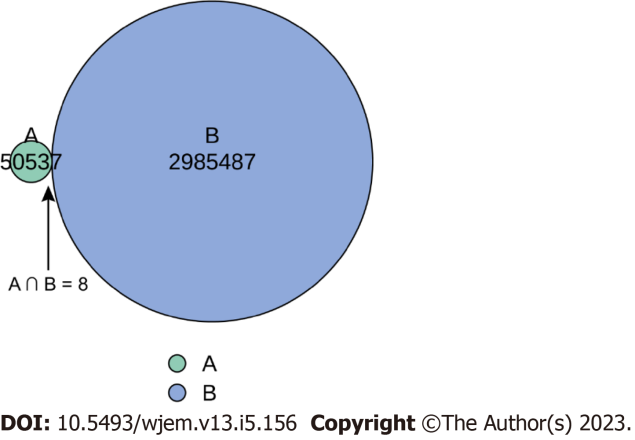 A
B
50537
2985487
A ∩ B = 8
A
B
DOI: 10.5493/wjem.v13.i5.156 Copyright ©The Author(s) 2023.